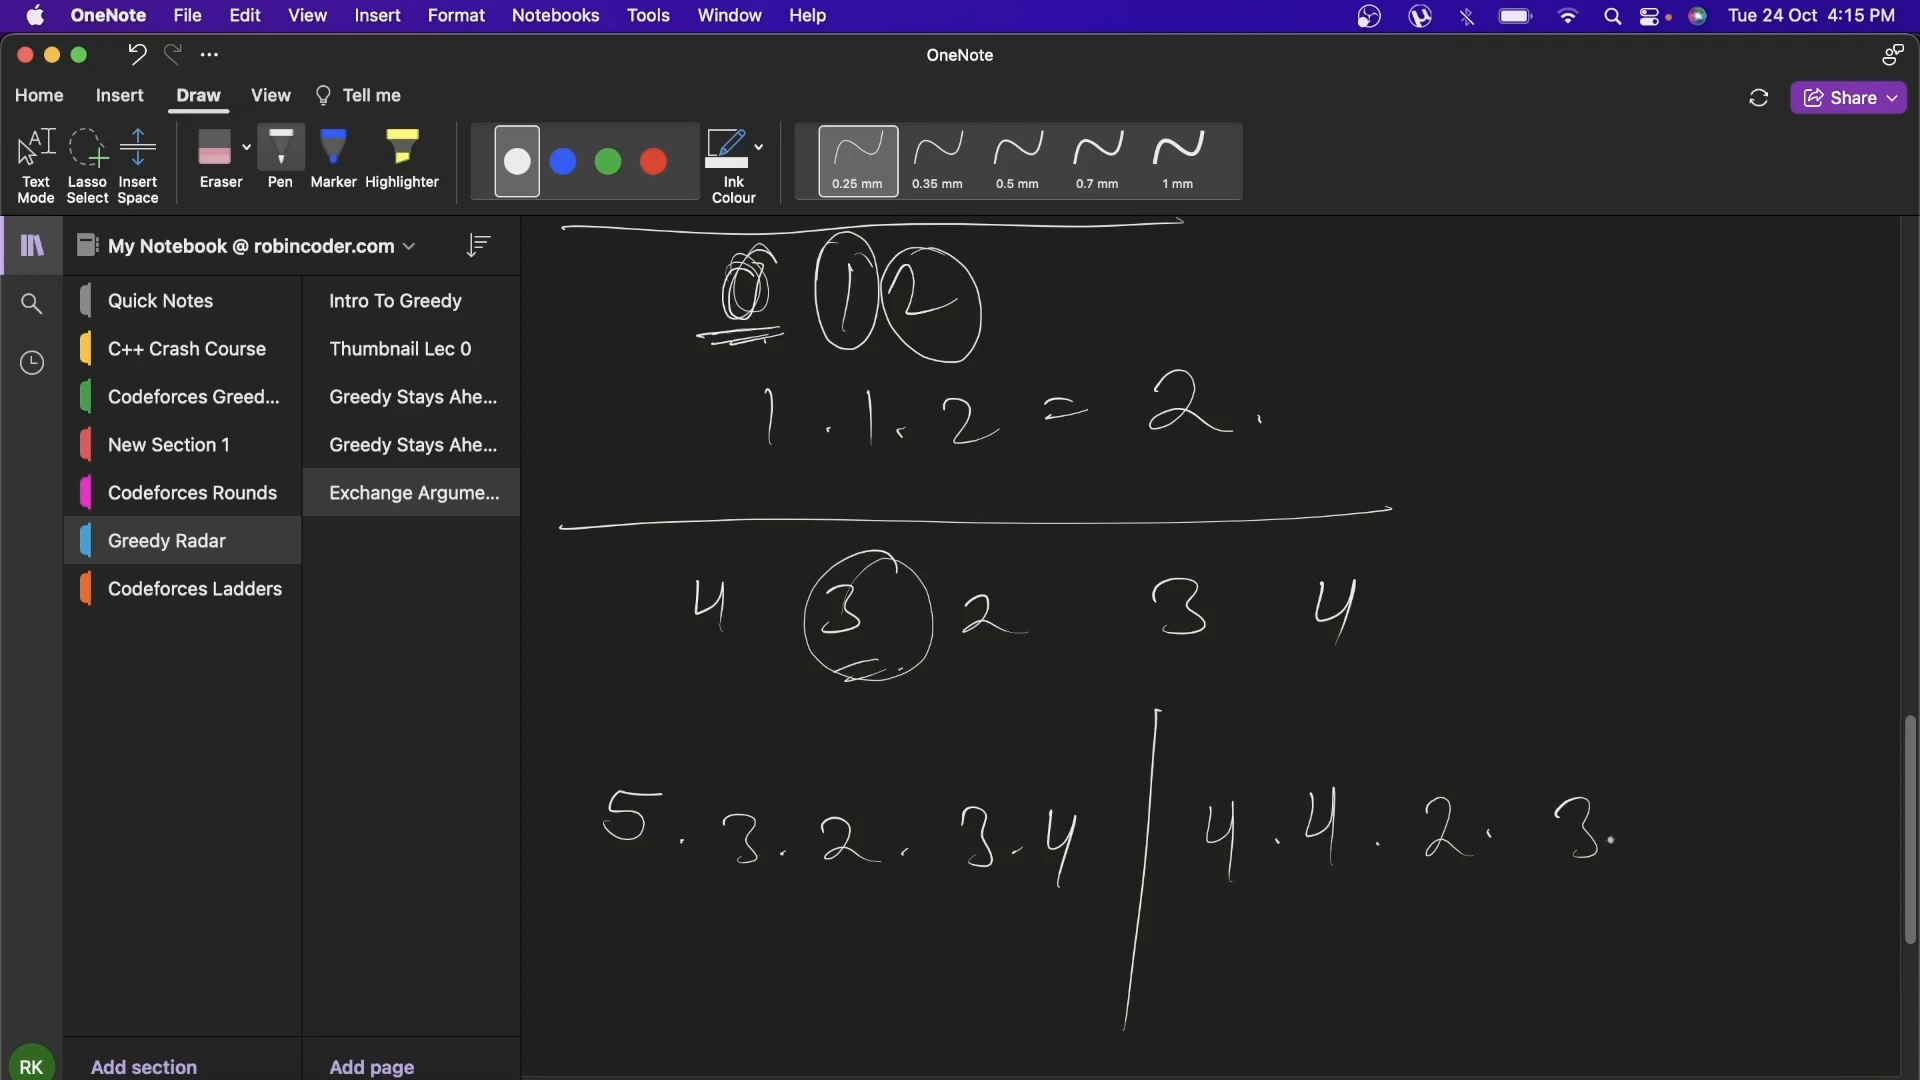 OneNote File Edit View Insert Format Notebooks Tools Window Help Tue 24 Oct 4:15 PM
OneNote
Home Insert Draw View Tell me Share
Text Mode Lasso Select Insert Space Eraser Pen Marker Highlighter Ink Colour 0.25 mm 0.35 mm 0.5 mm 0.7 mm 1 mm
My Notebook @ robincoder.com
Quick Notes
C++ Crash Course
Codeforces Greed...
New Section 1
Codeforces Rounds
Greedy Radar
Codeforces Ladders
Add section
Intro To Greedy
Thumbnail Lec 0
Greedy Stays Ahe...
Greedy Stays Ahe...
Exchange Argume...
Add page
RK
0 1 2
1 . 1 . 2 = 2 .
4 3 2 3 4
5 . 3 . 2 . 3 . 4 | 4 . 4 . 2 . 3 .